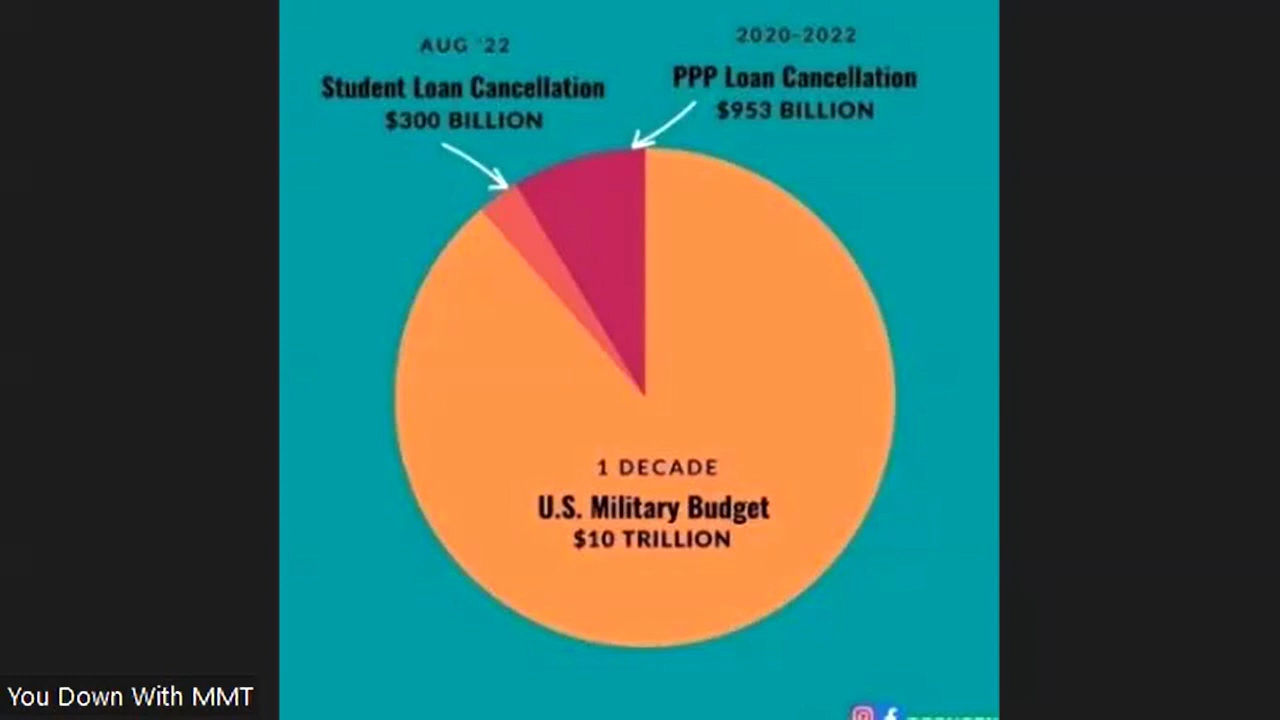 AUG '22
Student Loan Cancellation
$300 BILLION
2020-2022
PPP Loan Cancellation
$953 BILLION
1 DECADE
U.S. Military Budget
$10 TRILLION
You Down With MMT